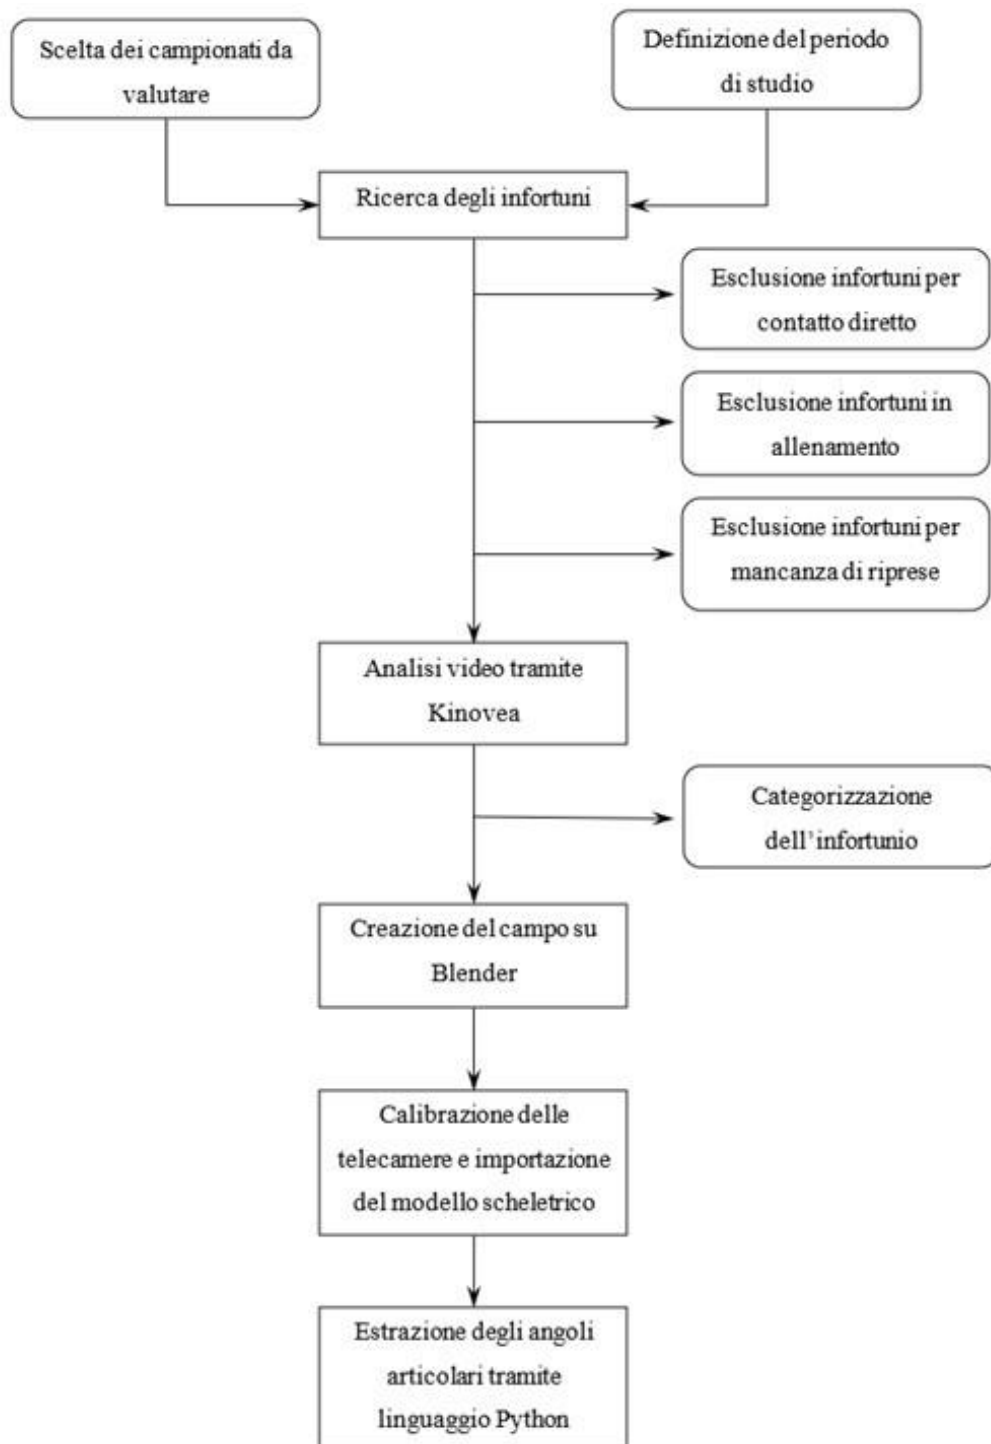 Scelta dei campionati da
valutare
Definizione del periodo
di studio
Ricerca degli infortuni
Esclusione infortuni per
contatto diretto
Esclusione infortuni in
allenamento
Esclusione infortuni per
mancanza di riprese
Analisi video tramite
Kinovea
Categorizzazione
dell’infortunio
Creazione del campo su
Blender
Calibrazione delle
telecamere e importazione
del modello scheletrico
Estrazione degli angoli
articolari tramite
linguaggio Python